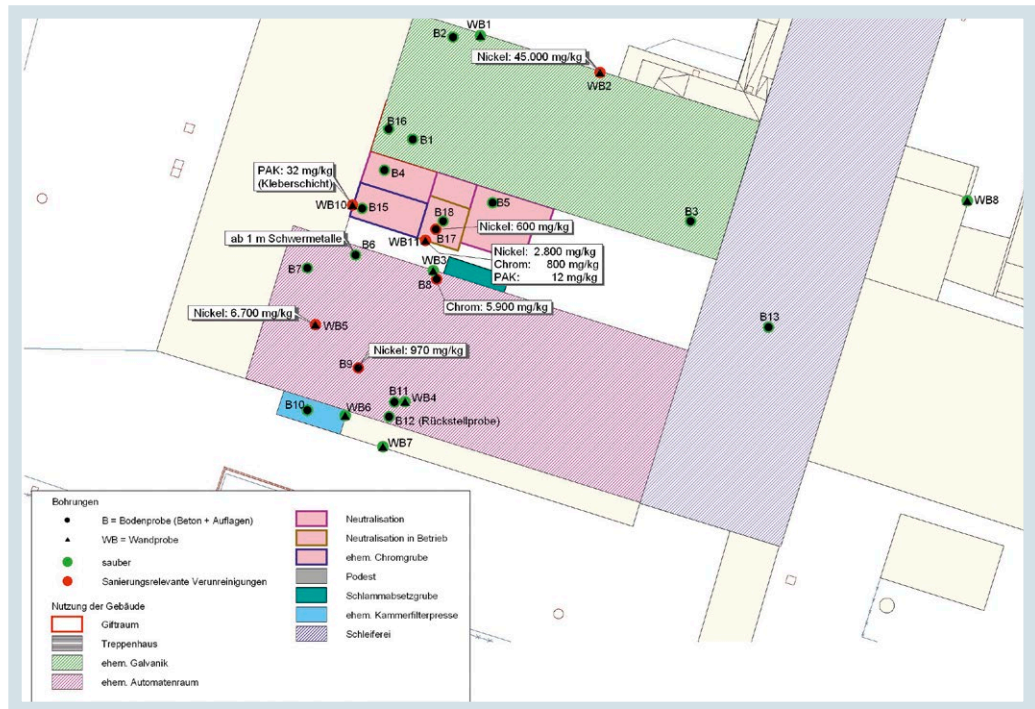 WB1
B2
Nickel: 45.000 mg/kg
WB2
B16
B1
PAK: 32 mg/kg
(Kleberschicht)
B4
WB10
B15
B18
B5
B3
WB8
B17
Nickel: 600 mg/kg
WB11
ab 1 m Schwermetalle
B6
Nickel: 2.800 mg/kg
Chrom: 800 mg/kg
PAK: 12 mg/kg
B7
WB3
B8
Chrom: 5.900 mg/kg
Nickel: 6.700 mg/kg
WB5
B13
B9
Nickel: 970 mg/kg
B10
B11
WB4
WB6
B12 (Rückstellprobe)
WB7
Bohrungen
B = Bodenprobe (Beton + Auflagen)
WB = Wandprobe
sauber
Sanierungsrelevante Verunreinigungen
Nutzung der Gebäude
Giftraum
Treppenhaus
ehem. Galvanik
ehem. Automatenraum
Neutralisation
Neutralisation in Betrieb
ehem. Chromgrube
Podest
Schlammabsetzgrube
ehem. Kammerfilterpresse
Schleiferei